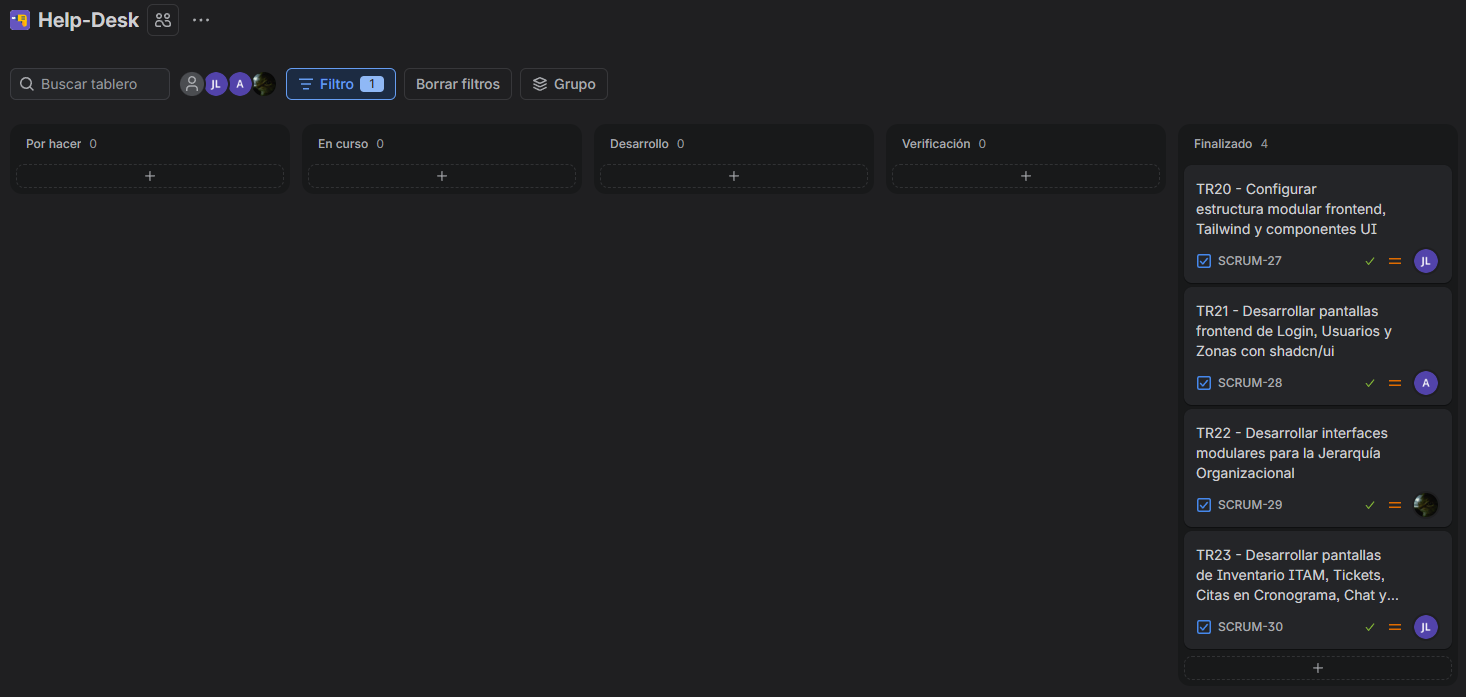 Help-Desk
Buscar tablero
JL
A
Filtro 1
Borrar filtros
Grupo
Por hacer 0
En curso 0
Desarrollo 0
Verificación 0
Finalizado 4
TR20 - Configurar
estructura modular frontend,
Tailwind y componentes UI
SCRUM-27
JL
TR21 - Desarrollar pantallas
frontend de Login, Usuarios y
Zonas con shadcn/ui
SCRUM-28
A
TR22 - Desarrollar interfaces
modulares para la Jerarquía
Organizacional
SCRUM-29
TR23 - Desarrollar pantallas
de Inventario ITAM, Tickets,
Citas en Cronograma, Chat y...
SCRUM-30
JL